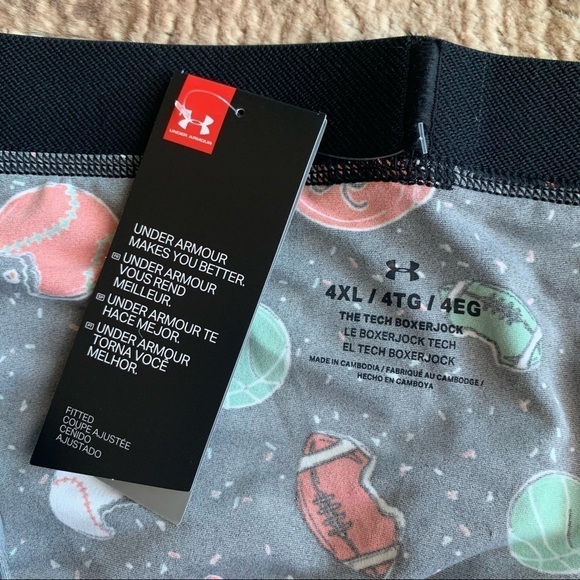 UNDER ARMOUR
UNDER ARMOUR
MAKES YOU BETTER.
UNDER ARMOUR
VOUS REND
MEILLEUR.
UNDER ARMOUR TE
HACE MEJOR.
UNDER ARMOUR
TORNA VOCÊ
MELHOR.
FITTED
COUPE AJUSTÉE
CEÑIDO
AJUSTADO
4XL / 4TG / 4EG
THE TECH BOXERJOCK
LE BOXERJOCK TECH
EL TECH BOXERJOCK
MADE IN CAMBODIA / FABRIQUÉ AU CAMBODGE /
HECHO EN CAMBOYA